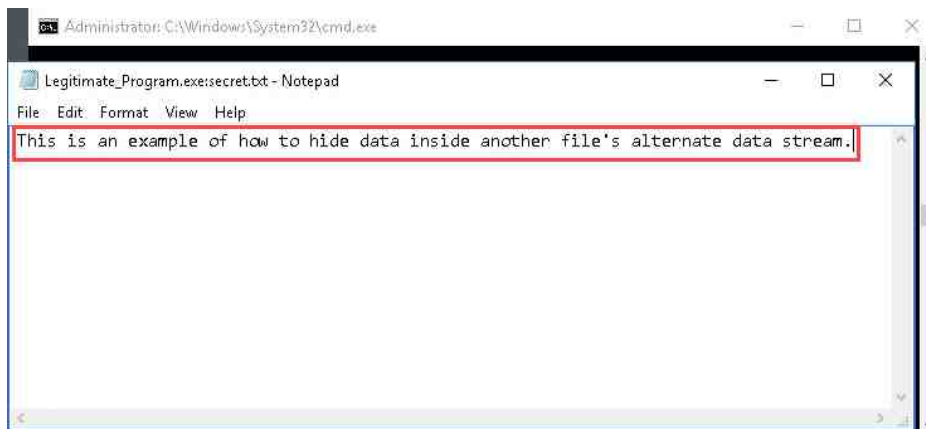 Administrator: C:\Windows\System32\cmd.exe
Legitimate_Program.exe:secret.txt - Notepad
File Edit Format View Help
This is an example of how to hide data inside another file's alternate data stream.